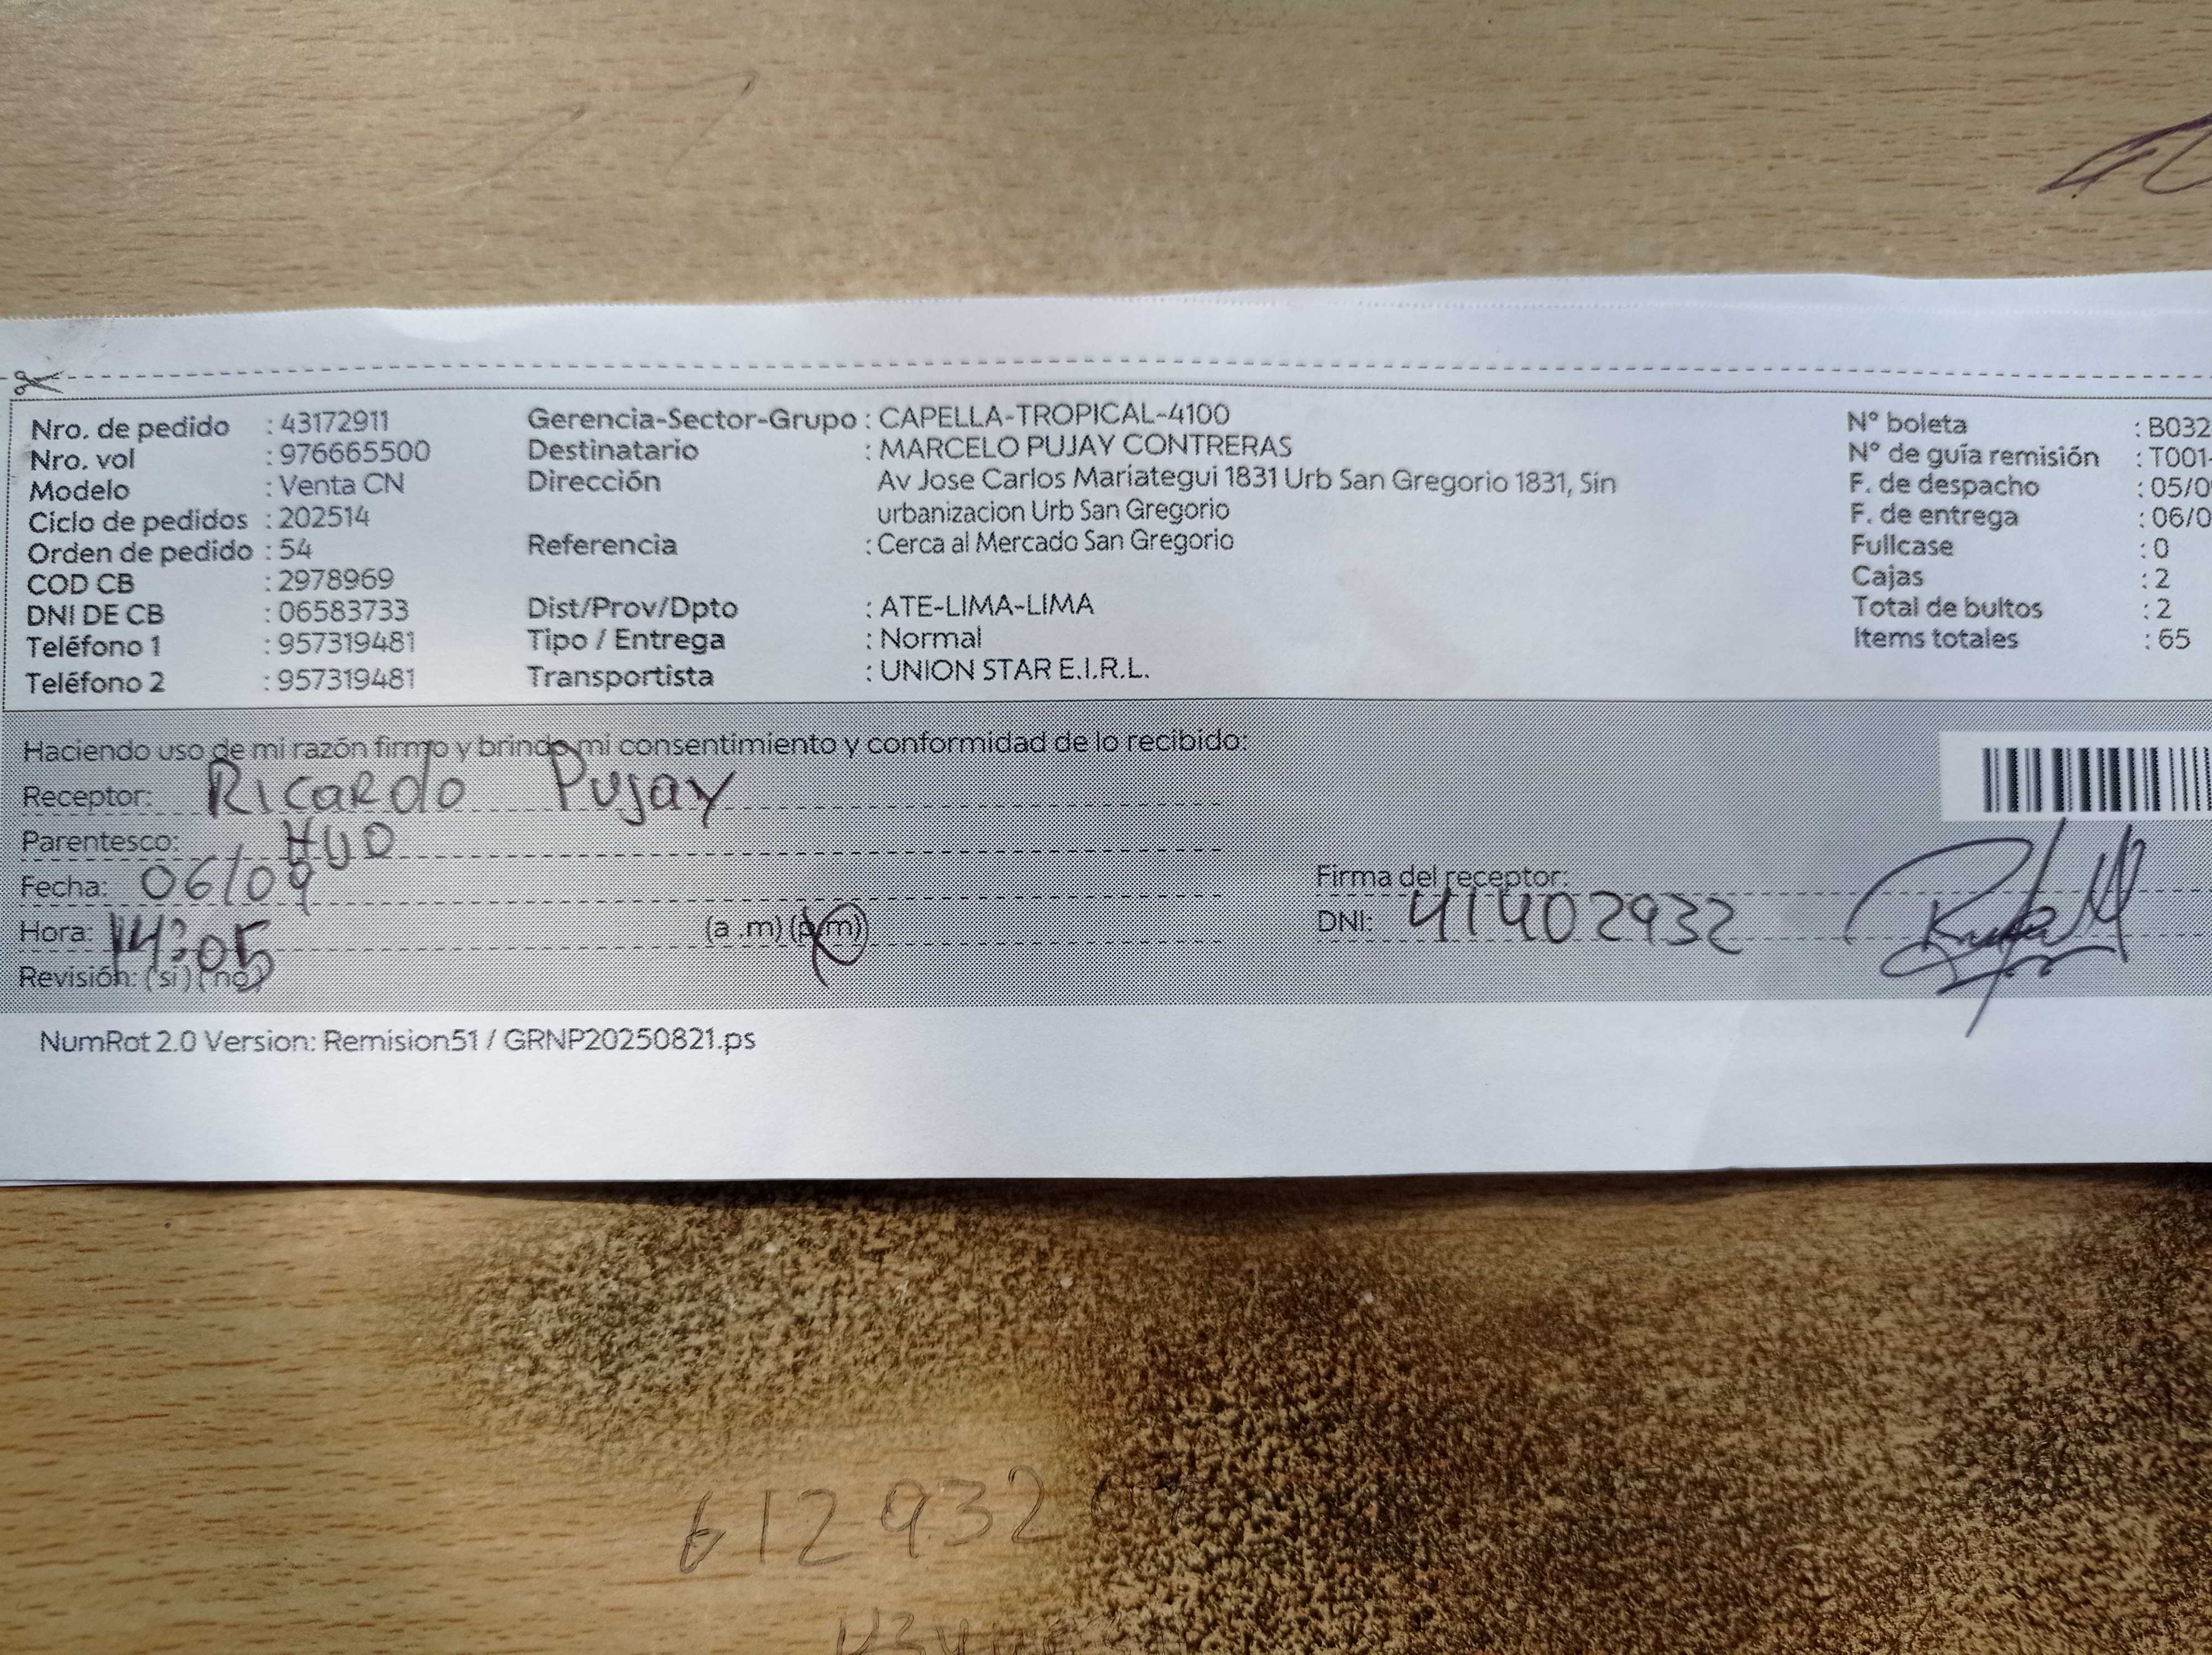 Nro. de pedido : 43172911
Nro. vol : 976665500
Modelo : Venta CN
Ciclo de pedidos : 202514
Orden de pedido : 54
COD CB : 2978969
DNI DE CB : 06583733
Teléfono 1 : 957319481
Teléfono 2 : 957319481
Gerencia-Sector-Grupo : CAPELLA-TROPICAL-4100
Destinatario : MARCELO PUJAY CONTRERAS
Dirección Av Jose Carlos Mariategui 1831 Urb San Gregorio 1831, Sin
urbanizacion Urb San Gregorio
Referencia : Cerca al Mercado San Gregorio
Dist/Prov/Dpto : ATE-LIMA-LIMA
Tipo / Entrega : Normal
Transportista : UNION STAR E.I.R.L.
N° boleta : B032
N° de guía remisión : T001-
F. de despacho : 05/0
F. de entrega : 06/0
Fullcase : 0
Cajas : 2
Total de bultos : 2
Items totales : 65
Haciendo uso de mi razón firmo y brindo mi consentimiento y conformidad de lo recibido:
Receptor: Ricardo Pujay
Parentesco: HIJO
Fecha: 06/09
Hora: 14:05 (a .m) (p.m)
Revisión: (si) (no)
Firma del receptor:
DNI: 41402932
NumRot 2.0 Version: Remision51 / GRNP20250821.ps
612932